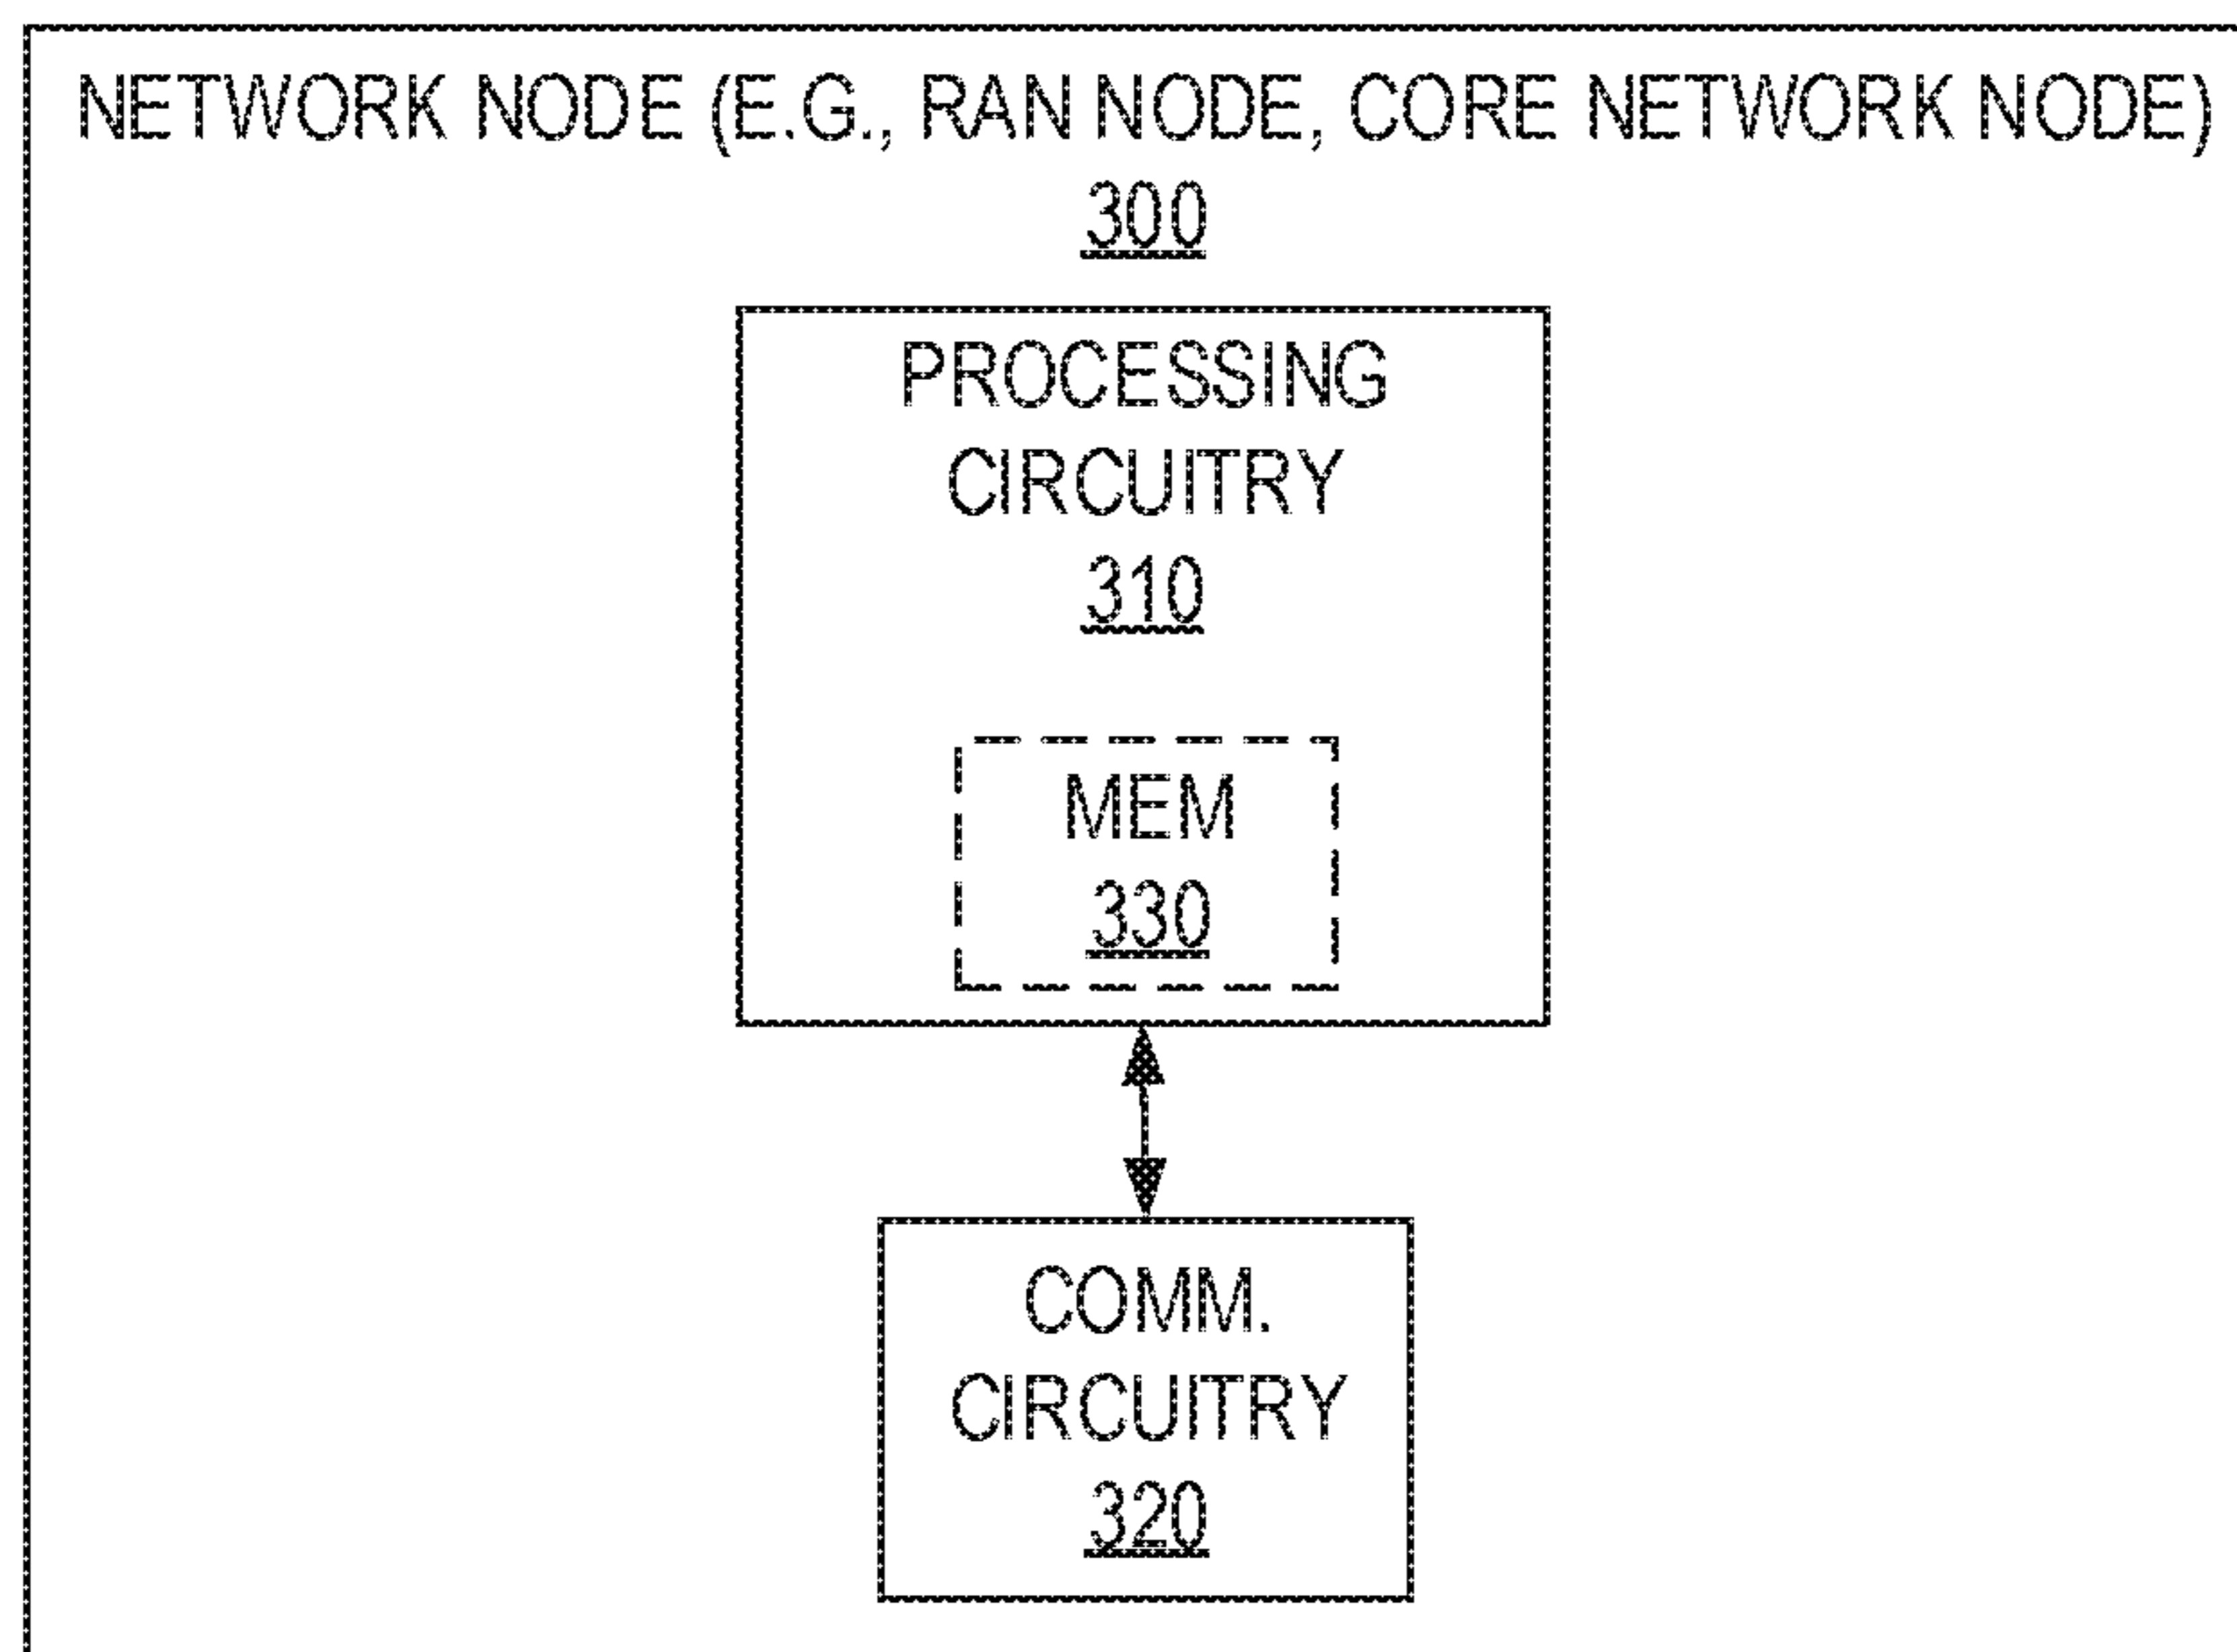 NETWORK NODE (E.G., RAN NODE, CORE NETWORK NODE)
300
PROCESSING
CIRCUITRY
310
MEM
330
COMM.
CIRCUITRY
320